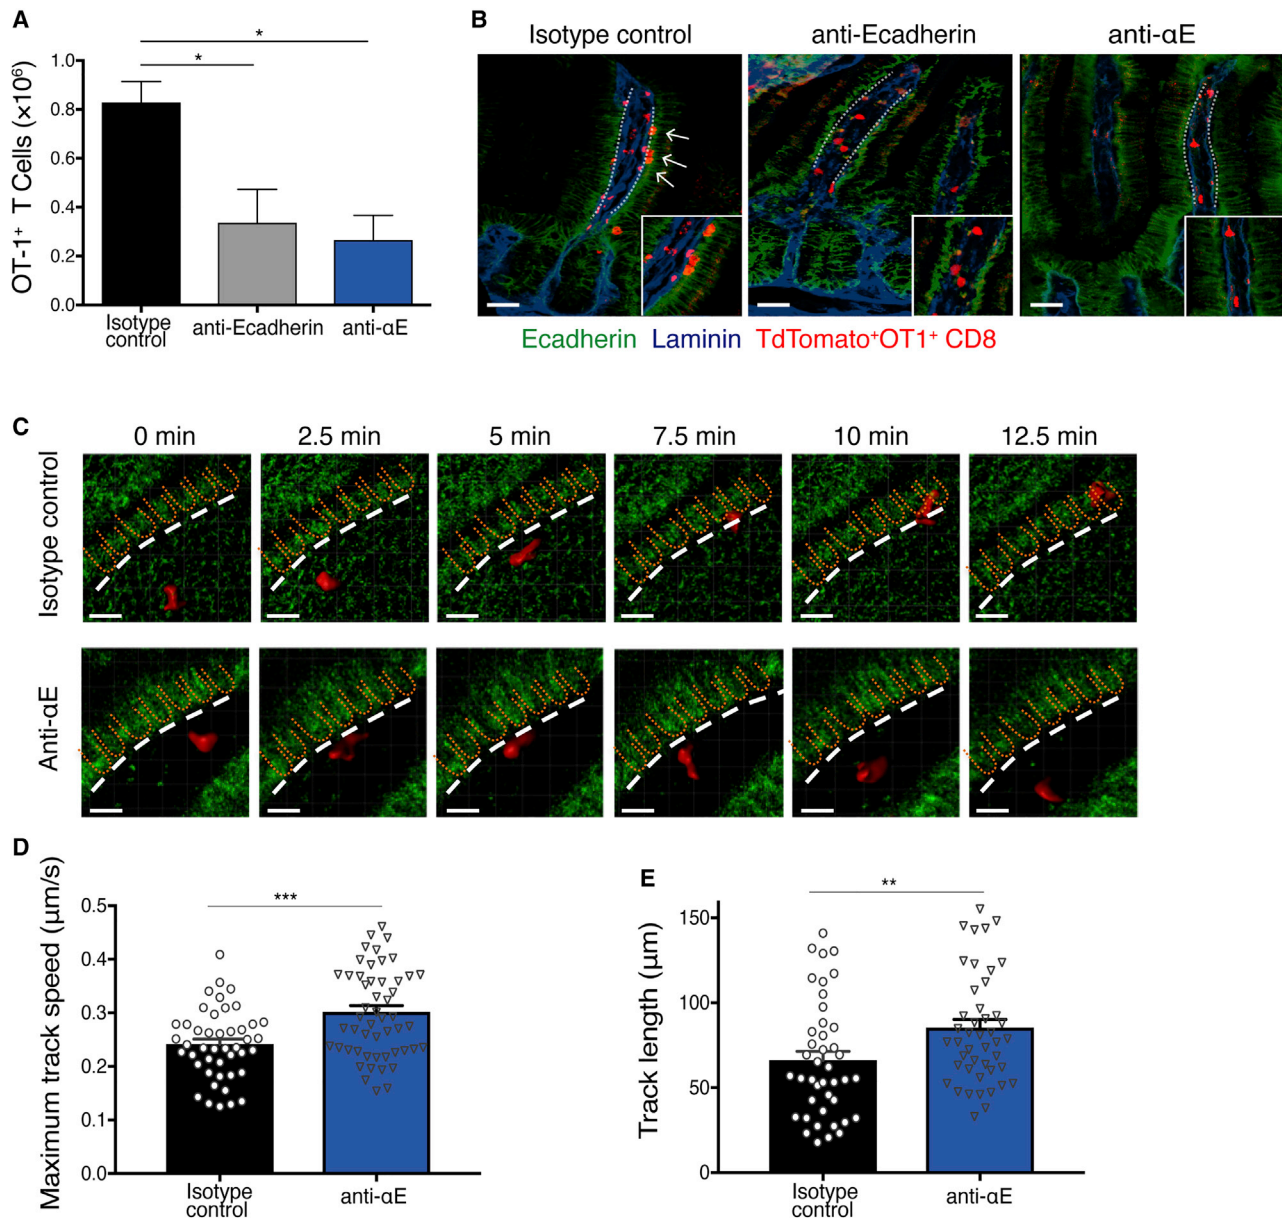 A
OT-1⁺ T Cells (×10⁶)
1.0
0.8
0.6
0.4
0.2
0.0
*
*
Isotype
control
anti-Ecadherin
anti-αE
B
Isotype control
anti-Ecadherin
anti-αE
Ecadherin Laminin TdTomato⁺OT1⁺ CD8
C
0 min
2.5 min
5 min
7.5 min
10 min
12.5 min
Isotype control
Anti-αE
D
Maximum track speed (μm/s)
0.5
0.4
0.3
0.2
0.1
0.0
***
Isotype
control
anti-αE
E
Track length (μm)
150
100
50
0
**
Isotype
control
anti-αE